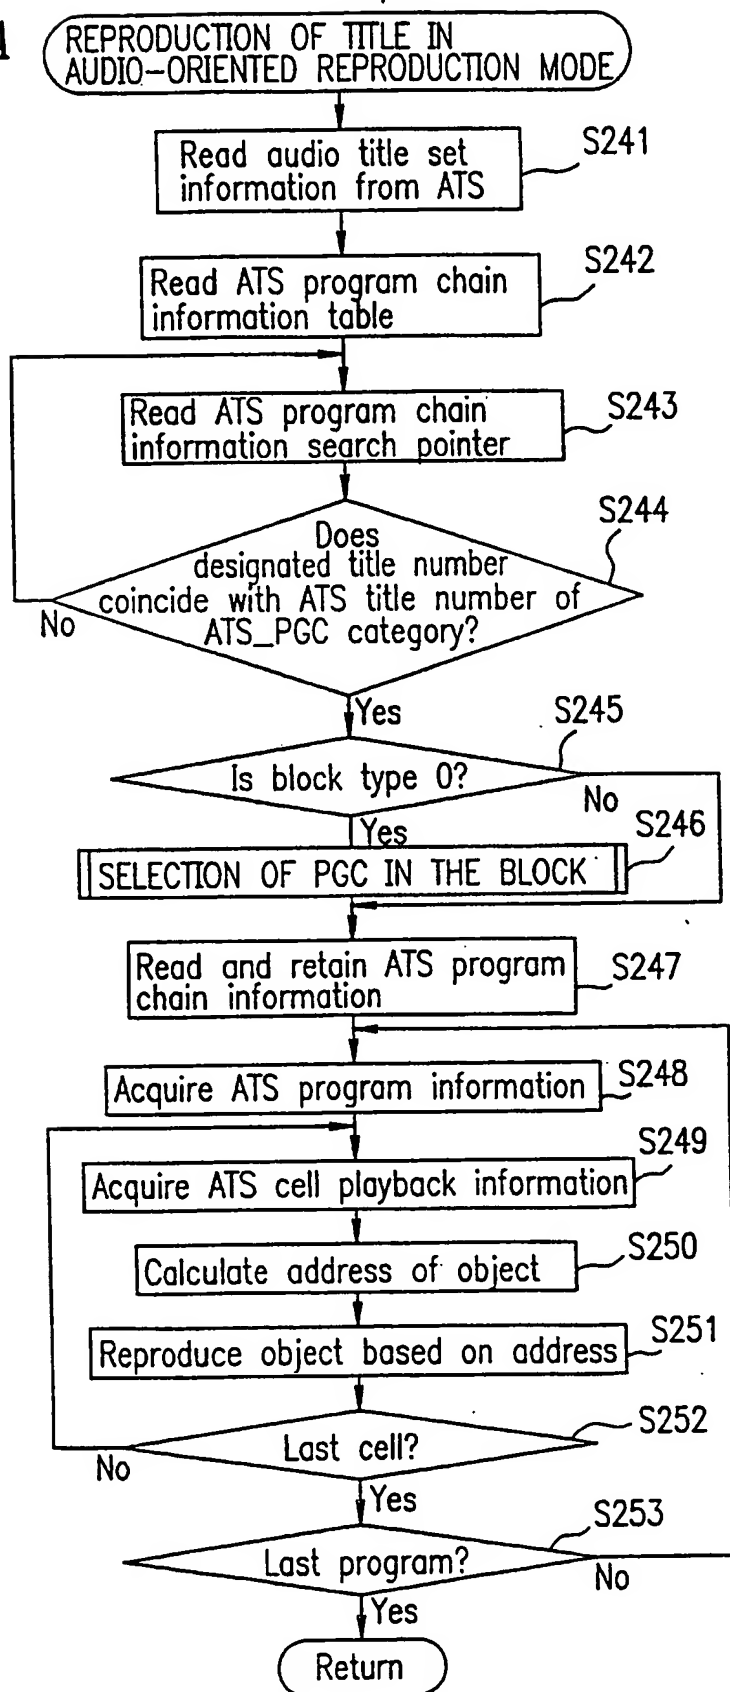 REPRODUCTION OF TITLE IN
AUDIO-ORIENTED REPRODUCTION MODE
S241
Read audio title set
information from ATS
S242
Read ATS program chain
information table
S243
Read ATS program chain
information search pointer
S244
Does
designated title number
coincide with ATS title number of
ATS_PGC category?
No
Yes
S245
Is block type 0?
No
Yes
S246
SELECTION OF PGC IN THE BLOCK
S247
Read and retain ATS program
chain information
S248
Acquire ATS program information
S249
Acquire ATS cell playback information
S250
Calculate address of object
S251
Reproduce object based on address
S252
Last cell?
No
Yes
S253
Last program?
No
Yes
Return